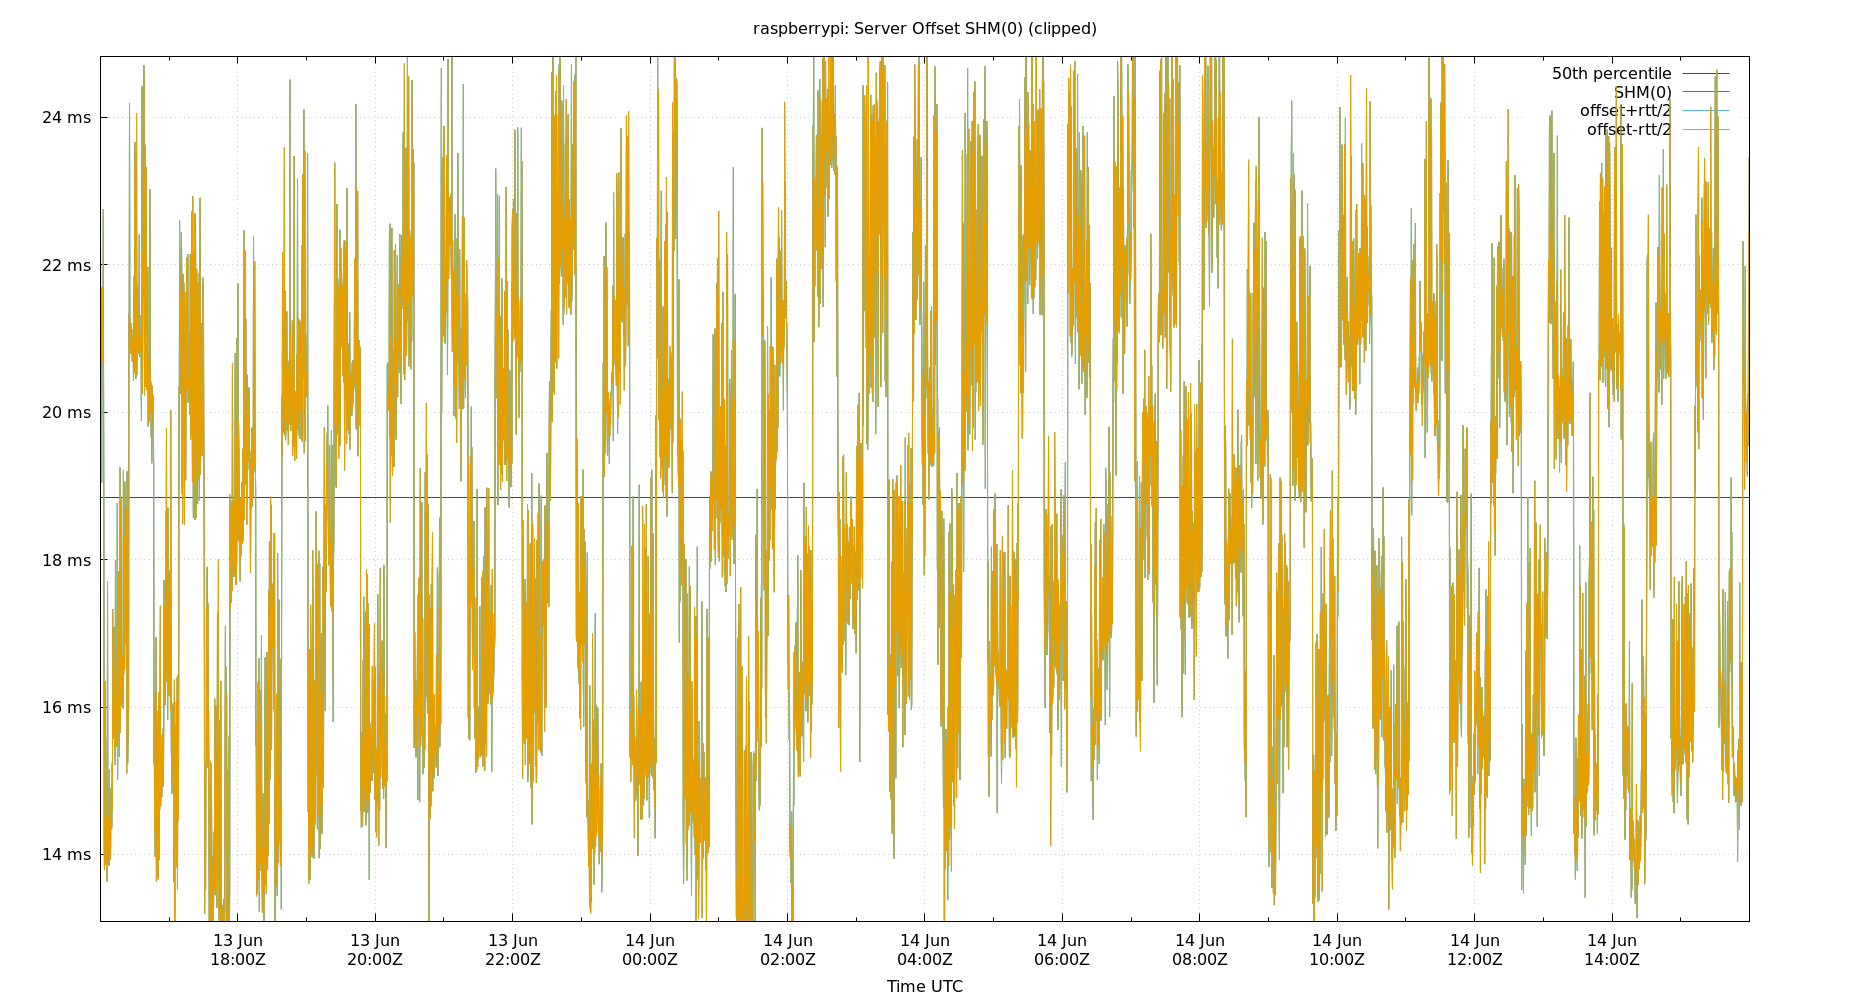 raspberrypi: Server Offset SHM(0) (clipped)
50th percentile
SHM(0)
offset+rtt/2
offset-rtt/2
24 ms
22 ms
20 ms
18 ms
16 ms
14 ms
13 Jun 13 Jun 13 Jun 14 Jun 14 Jun 14 Jun 14 Jun 14 Jun 14 Jun 14 Jun 14 Jun
18:00Z 20:00Z 22:00Z 00:00Z 02:00Z 04:00Z 06:00Z 08:00Z 10:00Z 12:00Z 14:00Z
Time UTC